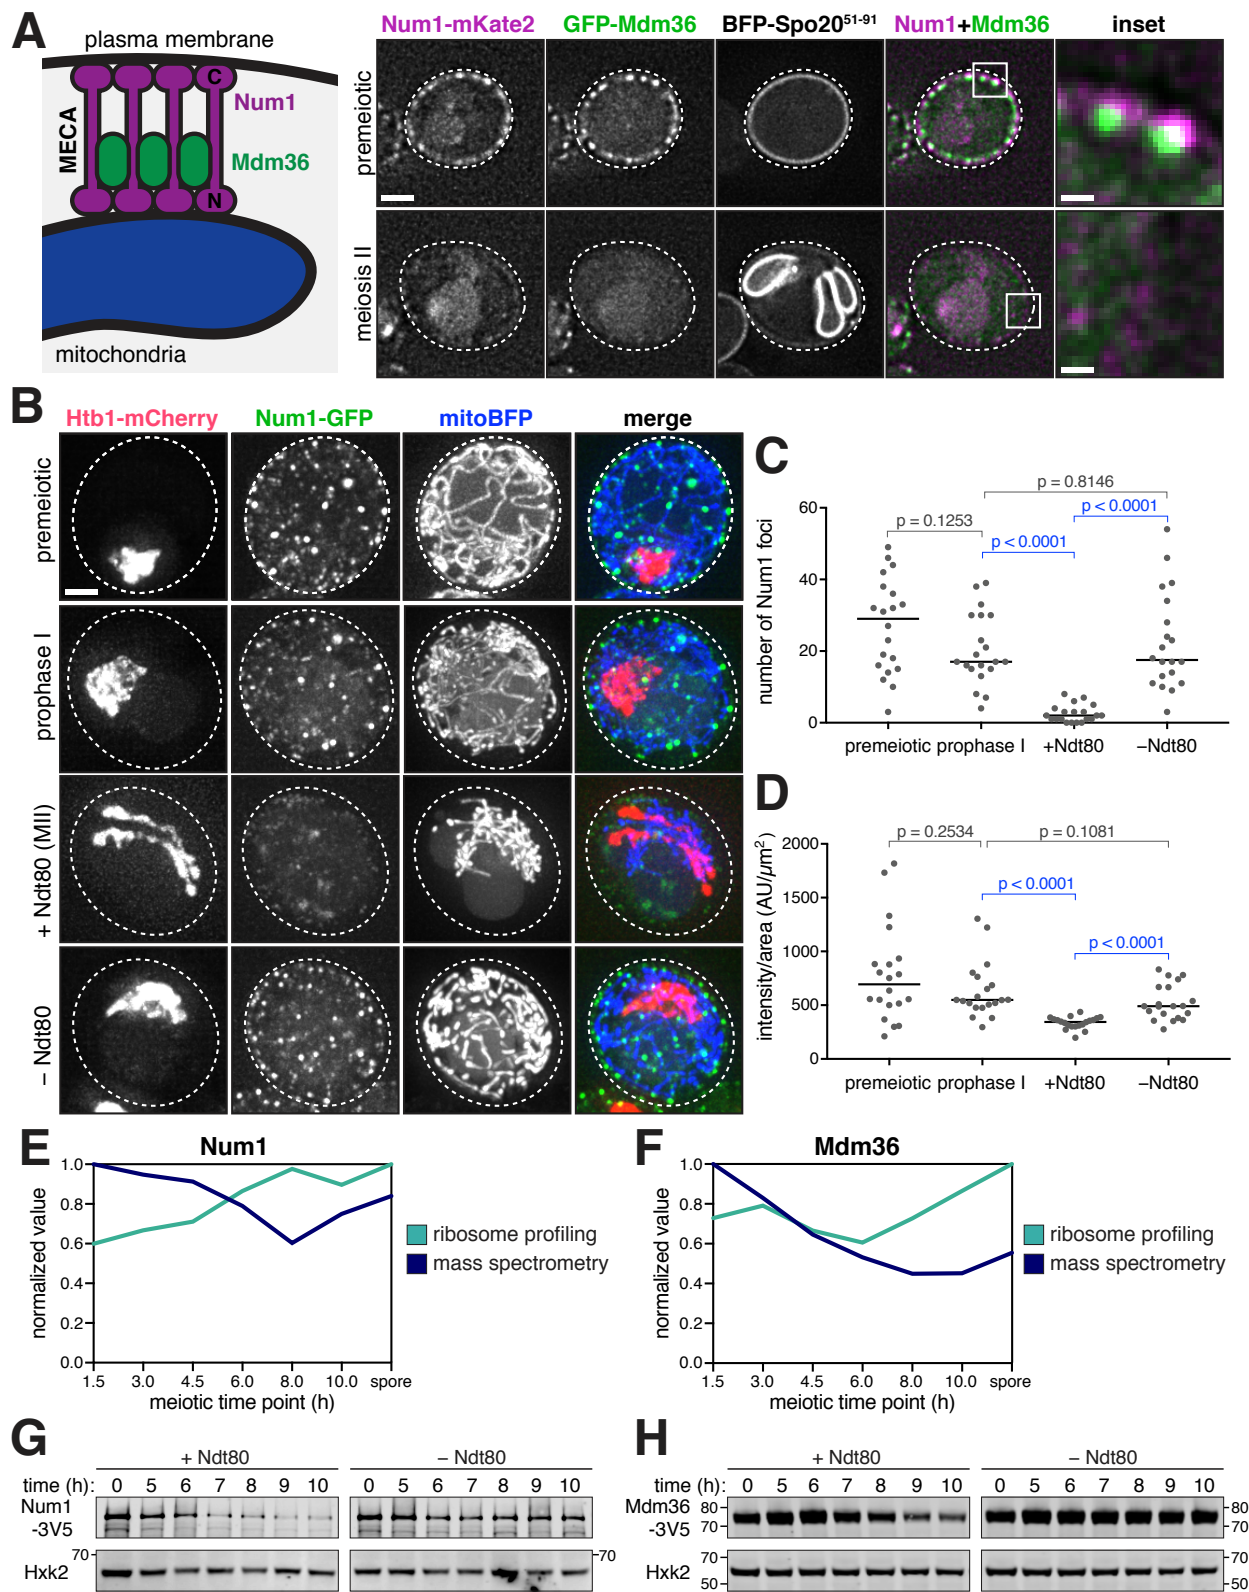 A
plasma membrane
C
Num1
MECA
Mdm36
N
mitochondria
Num1-mKate2 GFP-Mdm36 BFP-Spo20⁵¹⁻⁹¹ Num1+Mdm36 inset
premeiotic
meiosis II
B
Htb1-mCherry Num1-GFP mitoBFP merge
premeiotic
prophase I
+ Ndt80 (MII)
– Ndt80
C
p = 0.8146
p < 0.0001
p = 0.1253
p < 0.0001
number of Num1 foci
60
40
20
0
premeiotic prophase I +Ndt80 –Ndt80
D
p = 0.2534 p = 0.1081
p < 0.0001
p < 0.0001
intensity/area (AU/µm²)
2000
1500
1000
500
0
premeiotic prophase I +Ndt80 –Ndt80
E
Num1
normalized value
1.0
0.8
0.6
0.4
0.2
0.0
1.5 3.0 4.5 6.0 8.0 10.0 spore
meiotic time point (h)
ribosome profiling
mass spectrometry
F
Mdm36
normalized value
1.0
0.8
0.6
0.4
0.2
0.0
1.5 3.0 4.5 6.0 8.0 10.0 spore
meiotic time point (h)
ribosome profiling
mass spectrometry
G
+ Ndt80 – Ndt80
time (h): 0 5 6 7 8 9 10 0 5 6 7 8 9 10
Num1
-3V5
70 70
Hxk2
H
+ Ndt80 – Ndt80
time (h): 0 5 6 7 8 9 10 0 5 6 7 8 9 10
Mdm36 80 80
-3V5 70 70
70 70
Hxk2
50 50